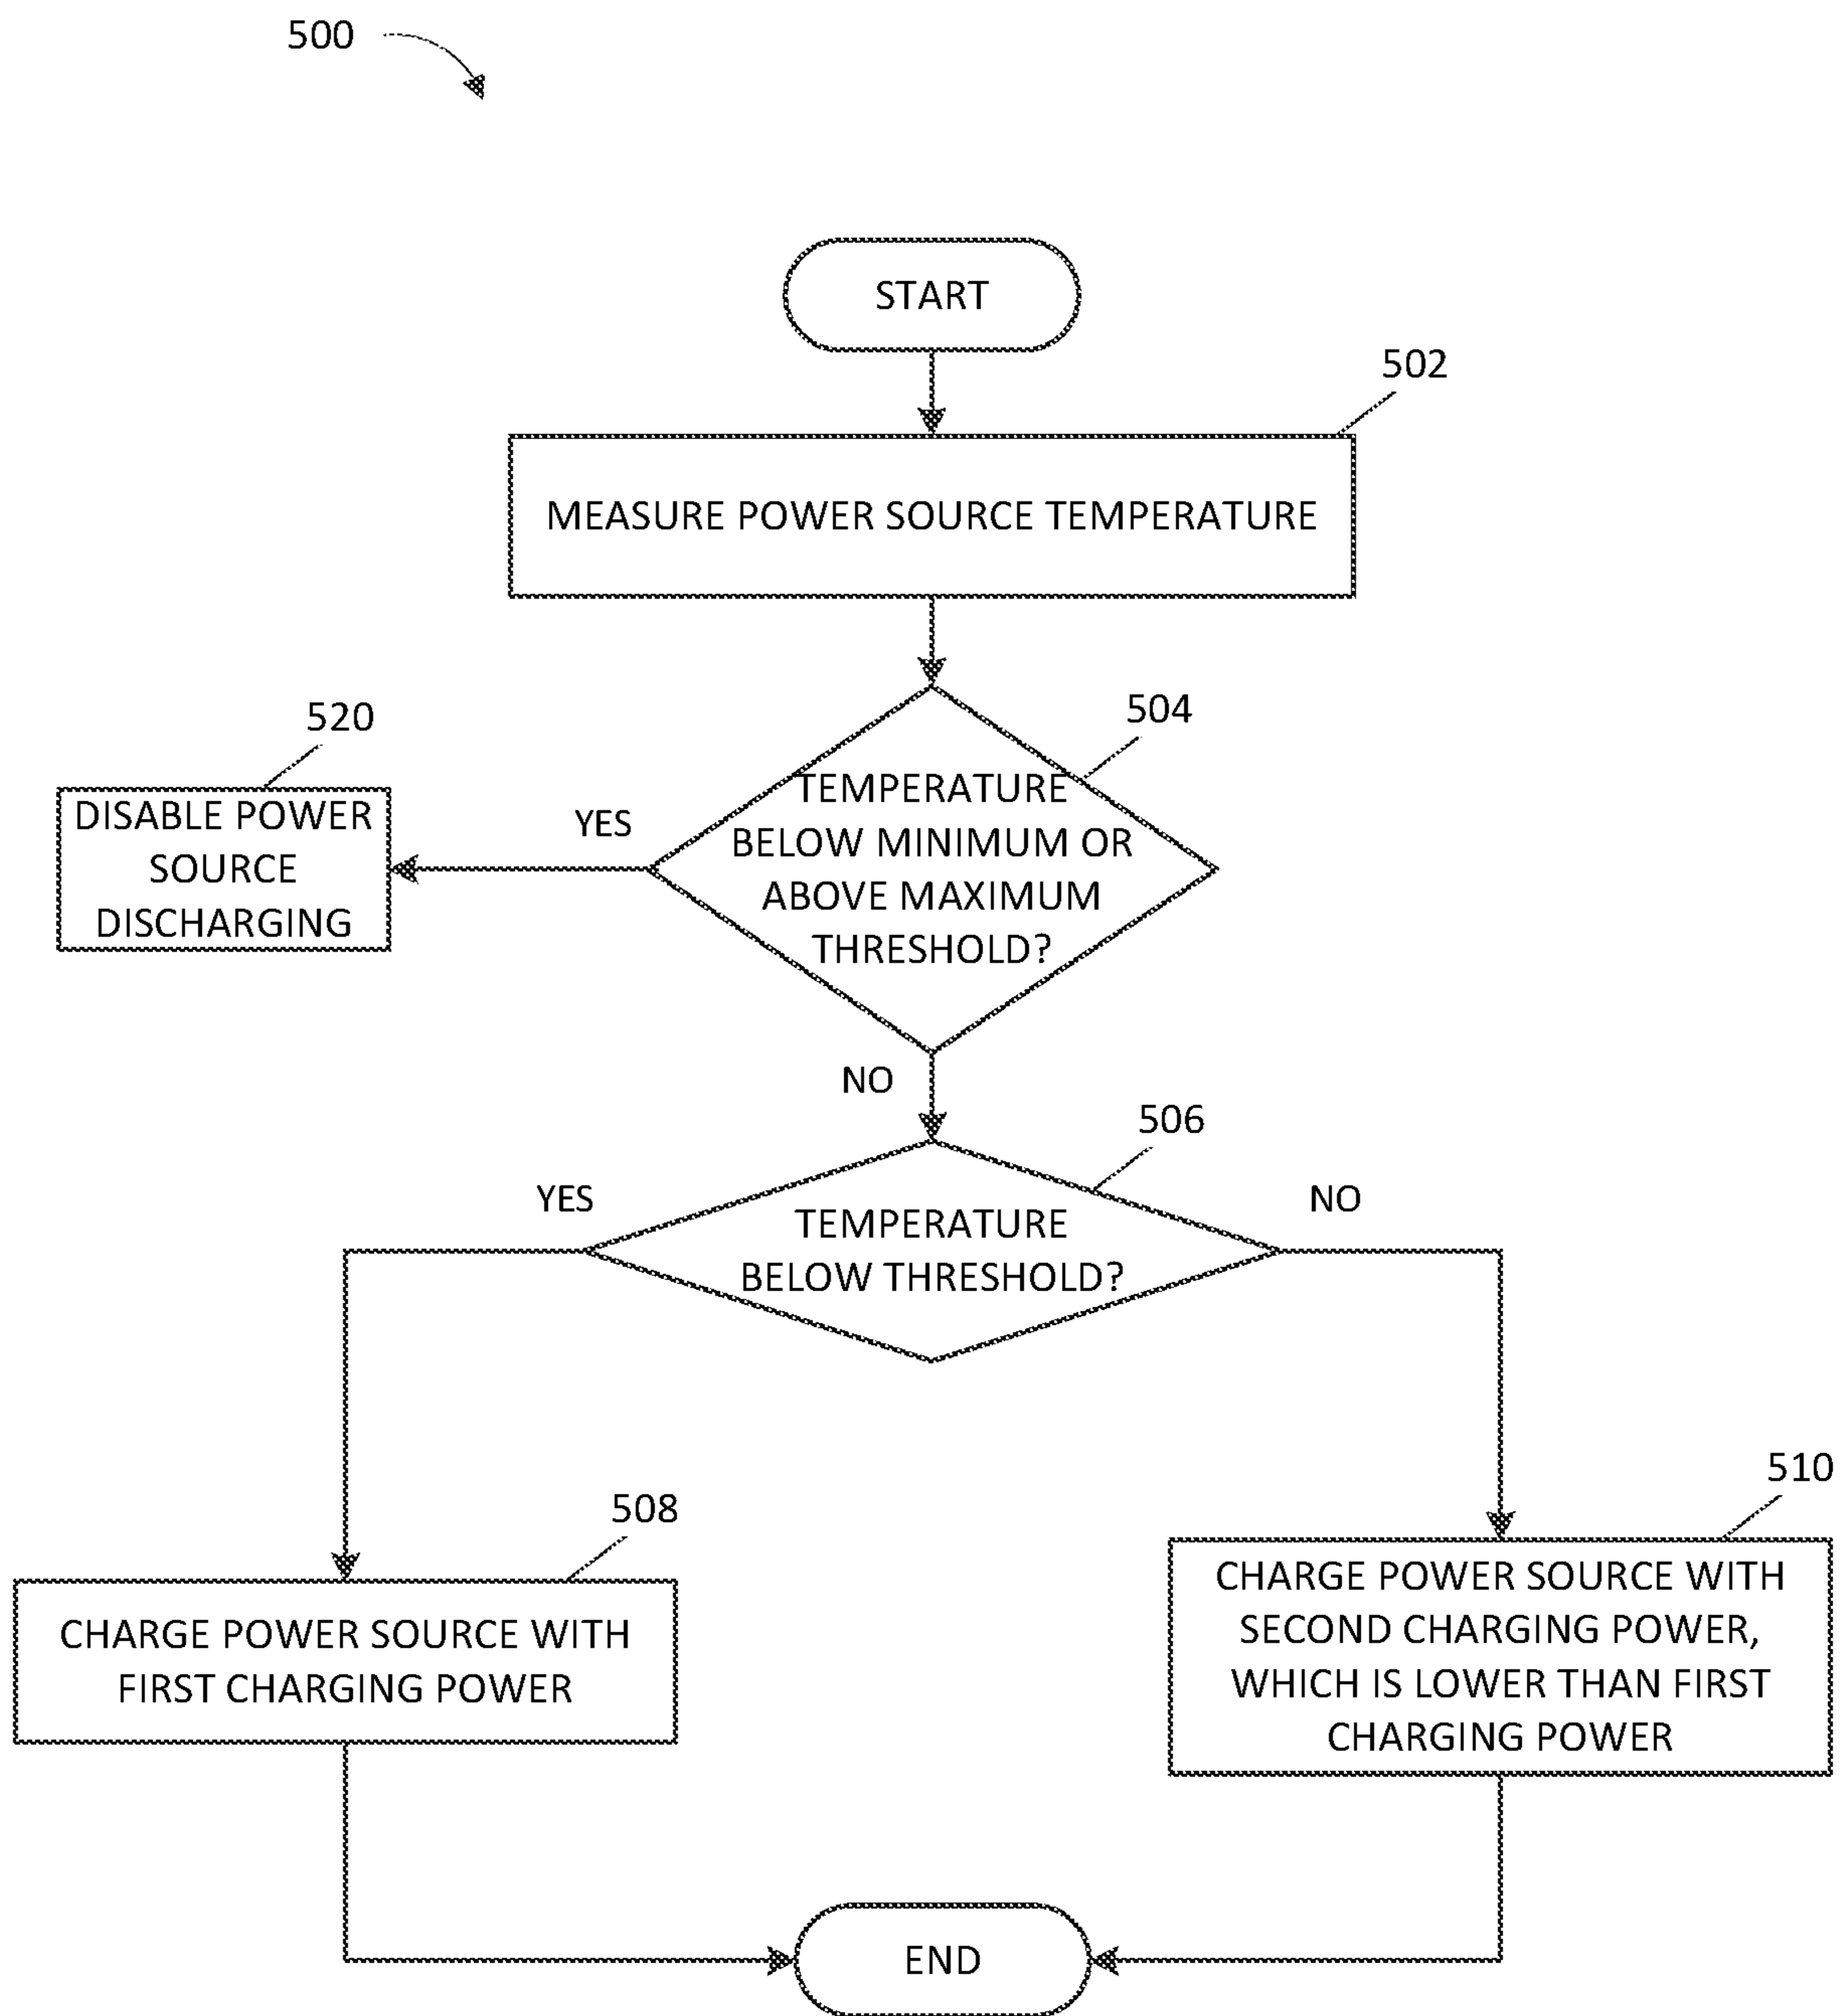 500
START
502
MEASURE POWER SOURCE TEMPERATURE
504
TEMPERATURE
BELOW MINIMUM OR
ABOVE MAXIMUM
THRESHOLD?
YES
520
DISABLE POWER
SOURCE
DISCHARGING
NO
506
TEMPERATURE
BELOW THRESHOLD?
YES
NO
508
CHARGE POWER SOURCE WITH
FIRST CHARGING POWER
510
CHARGE POWER SOURCE WITH
SECOND CHARGING POWER,
WHICH IS LOWER THAN FIRST
CHARGING POWER
END